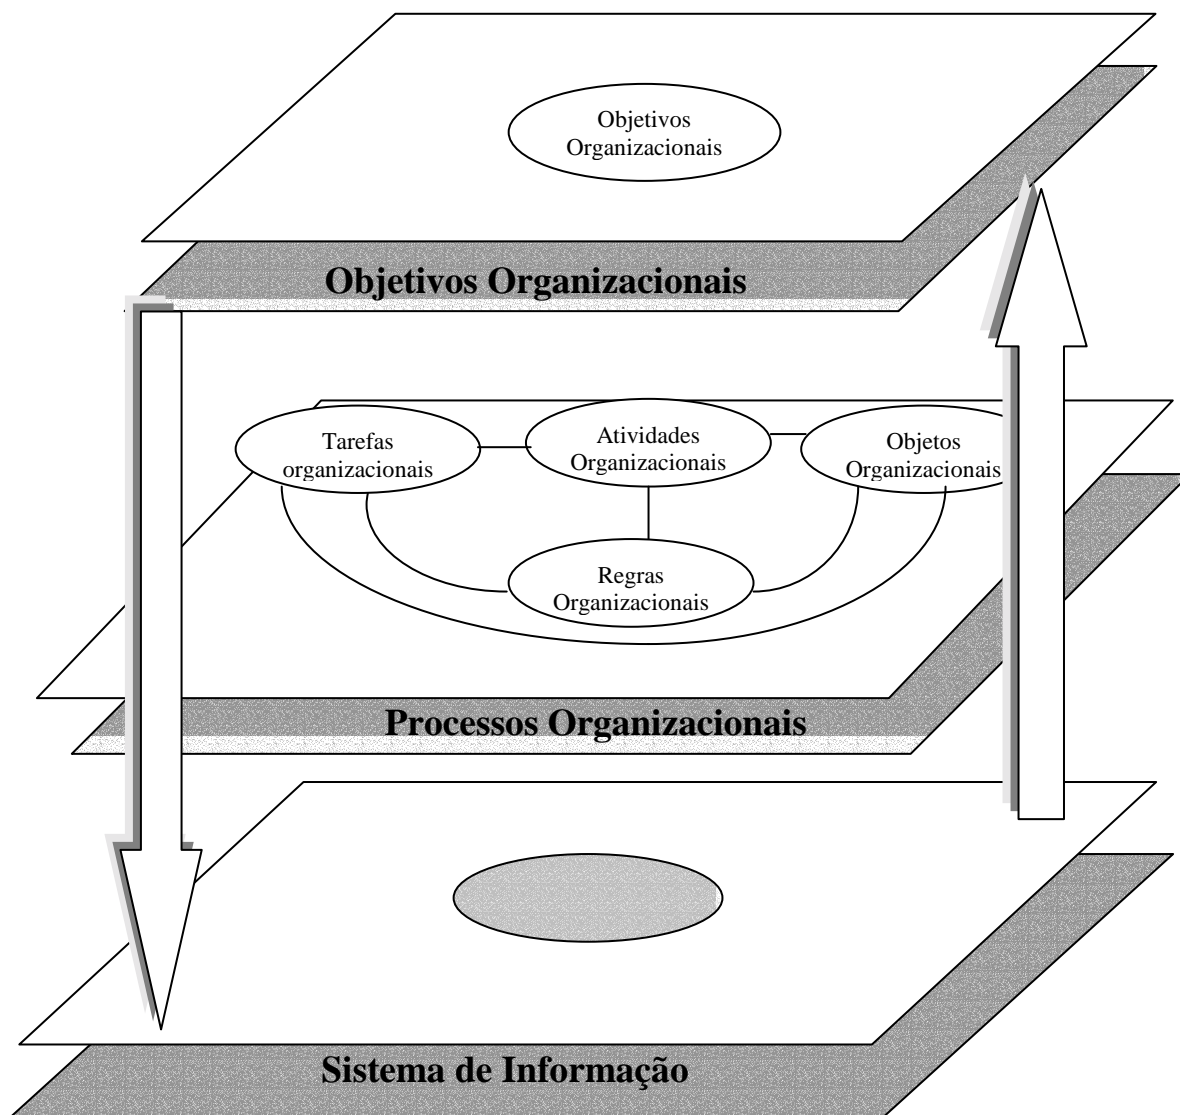 Objetivos
Organizacionais
Objetivos Organizacionais
Tarefas
organizacionais
Atividades
Organizacionais
Objetos
Organizacionais
Regras
Organizacionais
Processos Organizacionais
Sistema de Informação